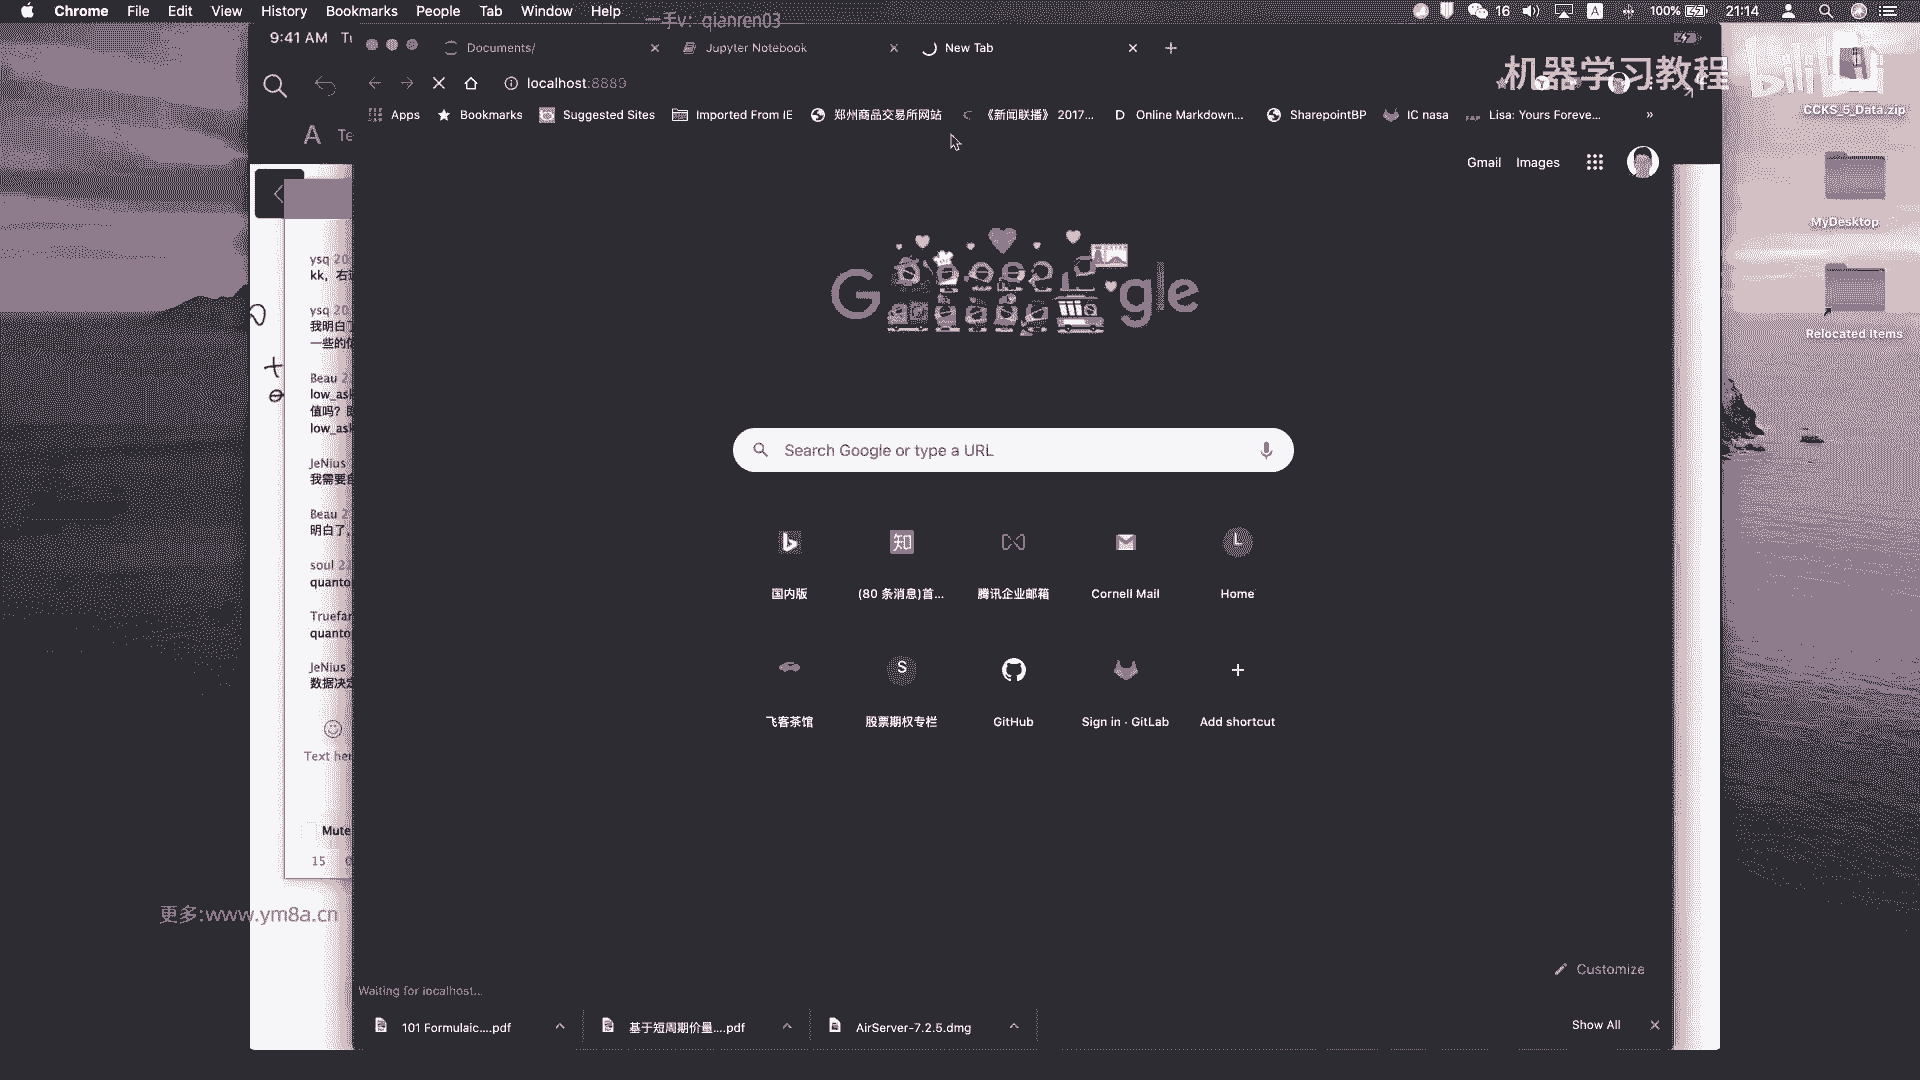 Chrome File Edit View History Bookmarks People Tab Window Help
16 100% 21:14
一手v: qianren03
9:41 AM
Documents/
Jupyter Notebook
New Tab
localhost:8889
机器学习教程
bilibili
Apps
Bookmarks
Suggested Sites
Imported From IE
郑州商品交易所网站
《新闻联播》 2017...
Online Markdown...
SharepointBP
IC nasa
Lisa: Yours Foreve...
»
CCKS_5_Data.zip
MyDesktop
Relocated Items
A Te
Gmail Images
Google
ysq 20
ysq 20
我明白了
一些的
Beau 2
low_ask
值吗?
low_ask
JeNius
我需要
Beau 2
明白了,
soul 2
quanto
Truefar
quanto
JeNius
数据决定
Text her
Mute
15
Search Google or type a URL
知
国内版
(80 条消息)首...
腾讯企业邮箱
Cornell Mail
L
Home
飞客茶馆
S
股票期权专栏
GitHub
Sign in · GitLab
Add shortcut
更多:www.ym8a.cn
Customize
Waiting for localhost...
101 Formulaic....pdf
基于短周期价量....pdf
AirServer-7.2.5.dmg
Show All